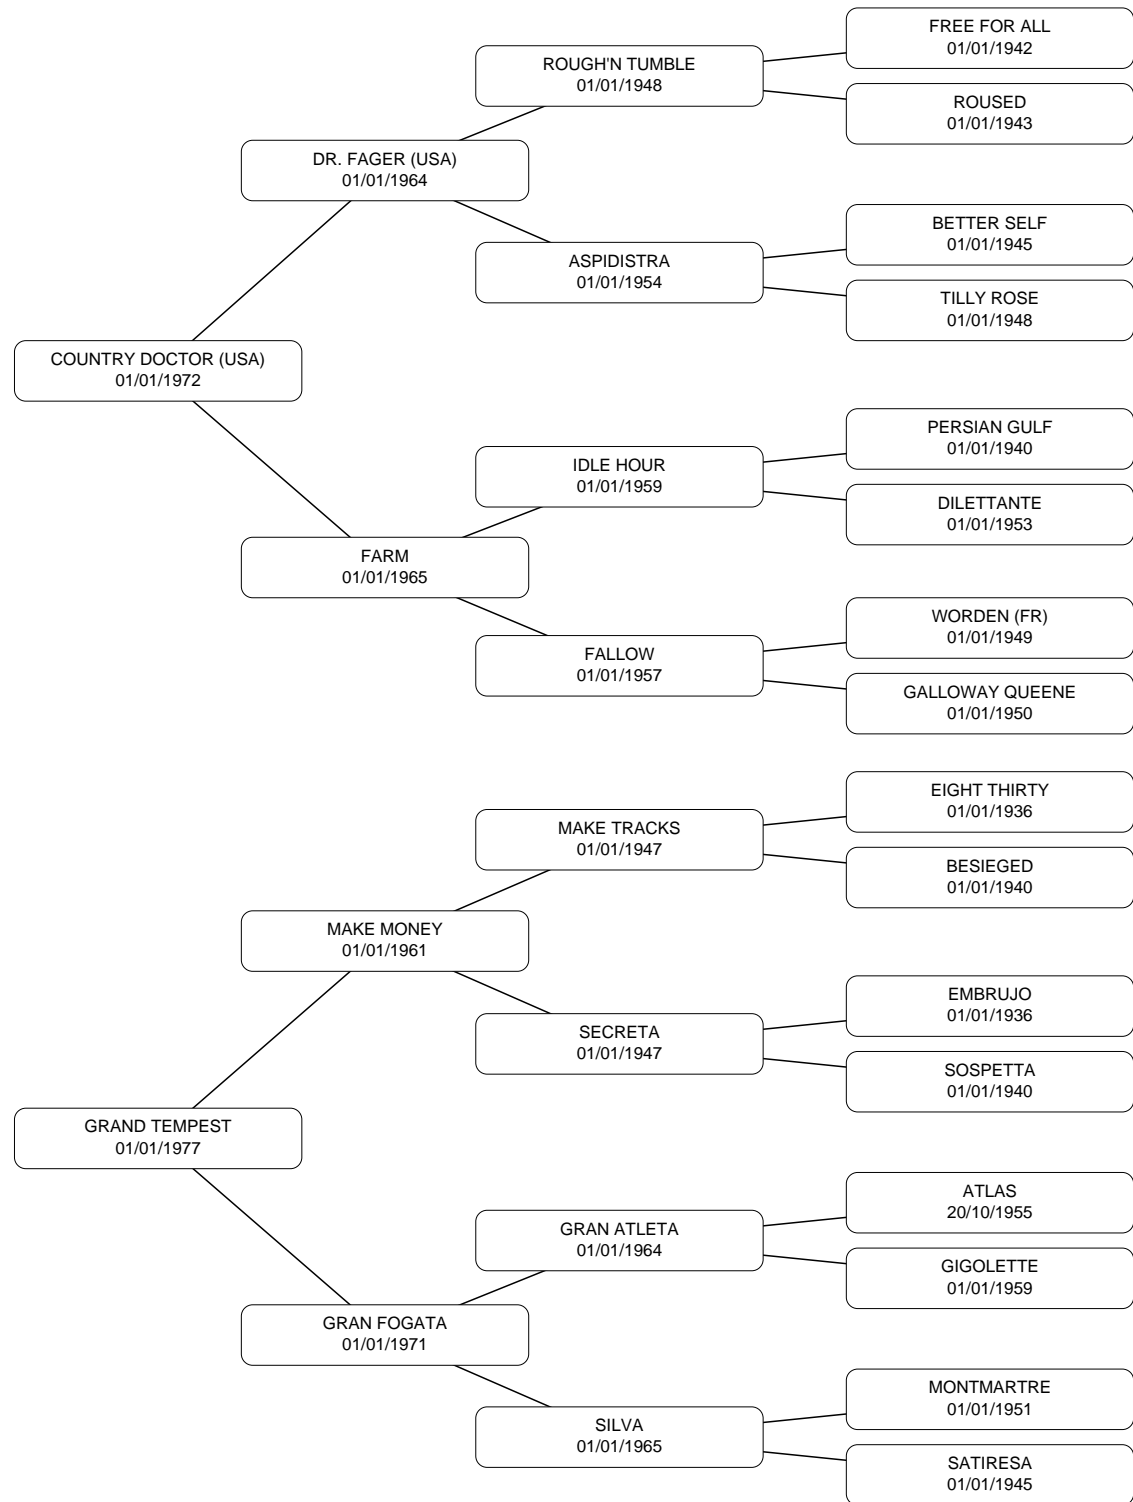 FREE FOR ALL
01/01/1942
ROUGH'N TUMBLE
01/01/1948
ROUSED
01/01/1943
DR. FAGER (USA)
01/01/1964
BETTER SELF
01/01/1945
ASPIDISTRA
01/01/1954
TILLY ROSE
01/01/1948
COUNTRY DOCTOR (USA)
01/01/1972
PERSIAN GULF
01/01/1940
IDLE HOUR
01/01/1959
DILETTANTE
01/01/1953
FARM
01/01/1965
WORDEN (FR)
01/01/1949
FALLOW
01/01/1957
GALLOWAY QUEENE
01/01/1950
EIGHT THIRTY
01/01/1936
MAKE TRACKS
01/01/1947
BESIEGED
01/01/1940
MAKE MONEY
01/01/1961
EMBRUJO
01/01/1936
SECRETA
01/01/1947
SOSPETTA
01/01/1940
GRAND TEMPEST
01/01/1977
ATLAS
20/10/1955
GRAN ATLETA
01/01/1964
GIGOLETTE
01/01/1959
GRAN FOGATA
01/01/1971
MONTMARTRE
01/01/1951
SILVA
01/01/1965
SATIRESA
01/01/1945